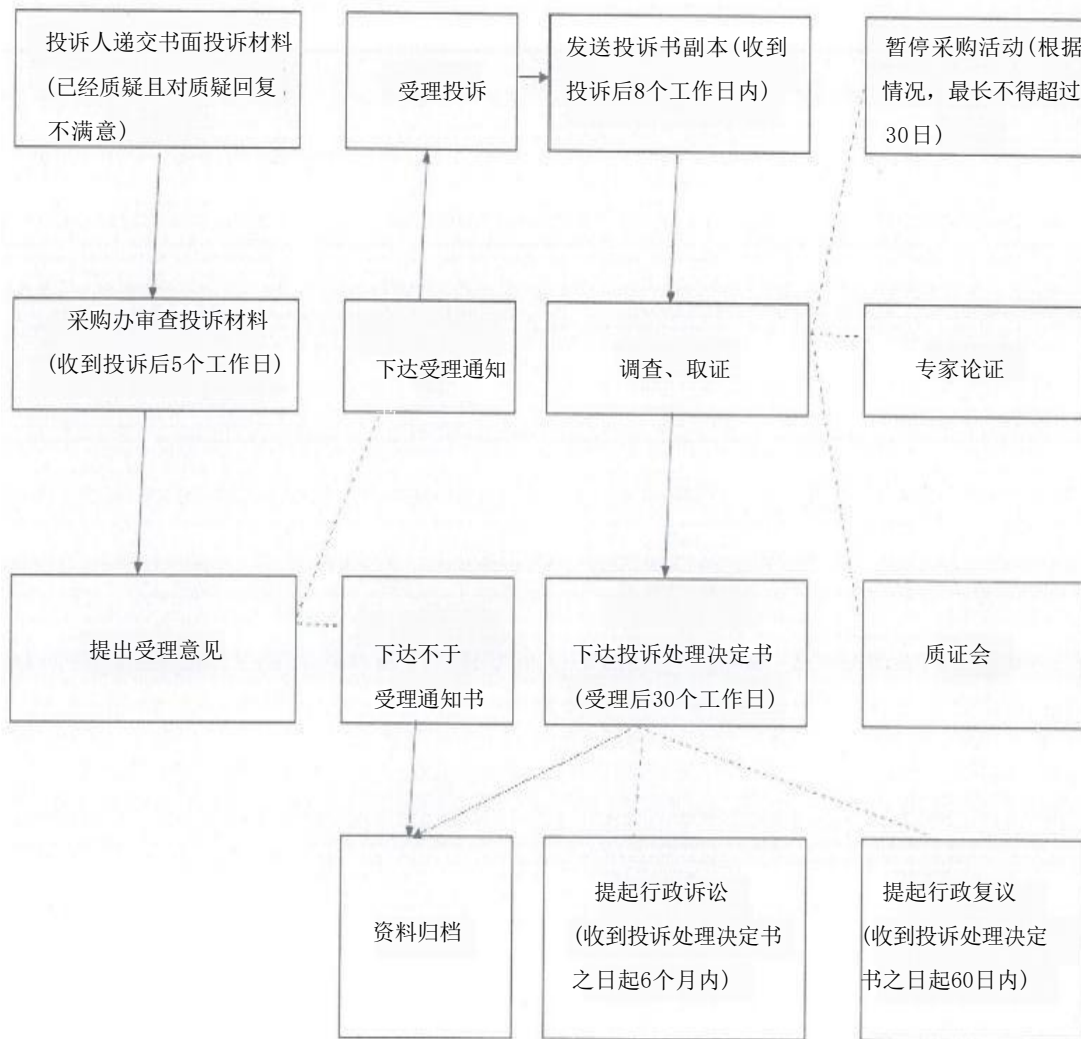 投诉人递交书面投诉材料
(已经质疑且对质疑回复
不满意)
受理投诉
发送投诉书副本(收到
投诉后8个工作日内)
暂停采购活动(根据
情况，最长不得超过
30日)
采购办审查投诉材料
(收到投诉后5个工作日)
下达受理通知
调查、取证
专家论证
提出受理意见
下达不于
受理通知书
下达投诉处理决定书
(受理后30个工作日)
质证会
资料归档
提起行政诉讼
(收到投诉处理决定书
之日起6个月内)
提起行政复议
(收到投诉处理决定
书之日起60日内)